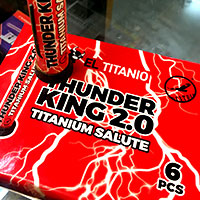 THUNDER KING
EL TITANIO
THUNDER
KING 2.0
TITANIUM SALUTE
6
PCS
THUNDER KING 2.0
TITANIUM SALUTE